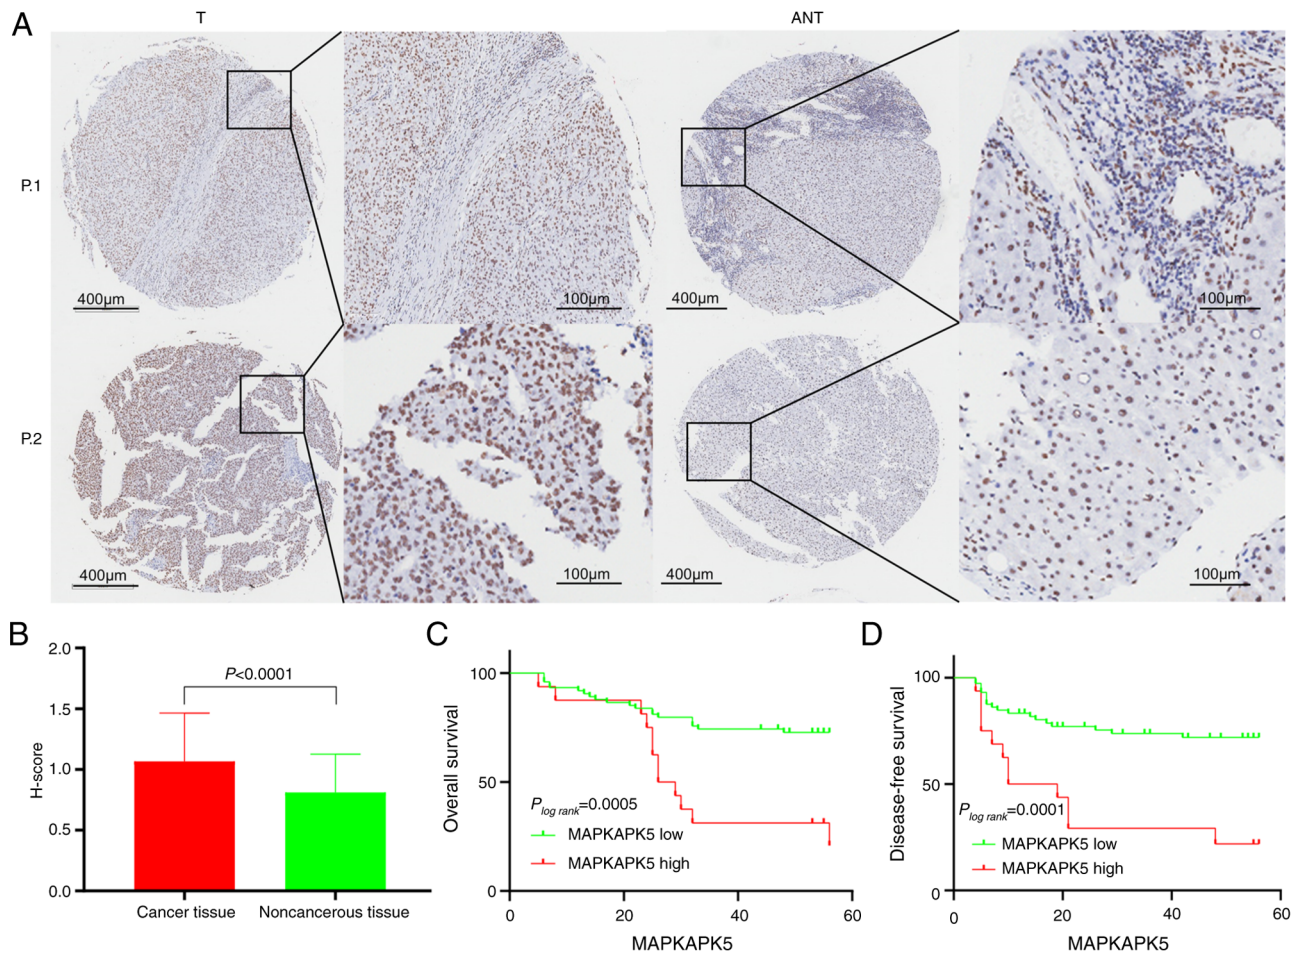 A
T
ANT
P.1
400µm
100µm
400µm
100µm
P.2
400µm
100µm
400µm
100µm
B
2.0
1.5
1.0
0.5
0.0
H-score
P<0.0001
Cancer tissue
Noncancerous tissue
C
100
50
0
Overall survival
Plog rank=0.0005
MAPKAPK5 low
MAPKAPK5 high
0
20
40
60
MAPKAPK5
D
100
50
0
Disease-free survival
Plog rank=0.0001
MAPKAPK5 low
MAPKAPK5 high
0
20
40
60
MAPKAPK5